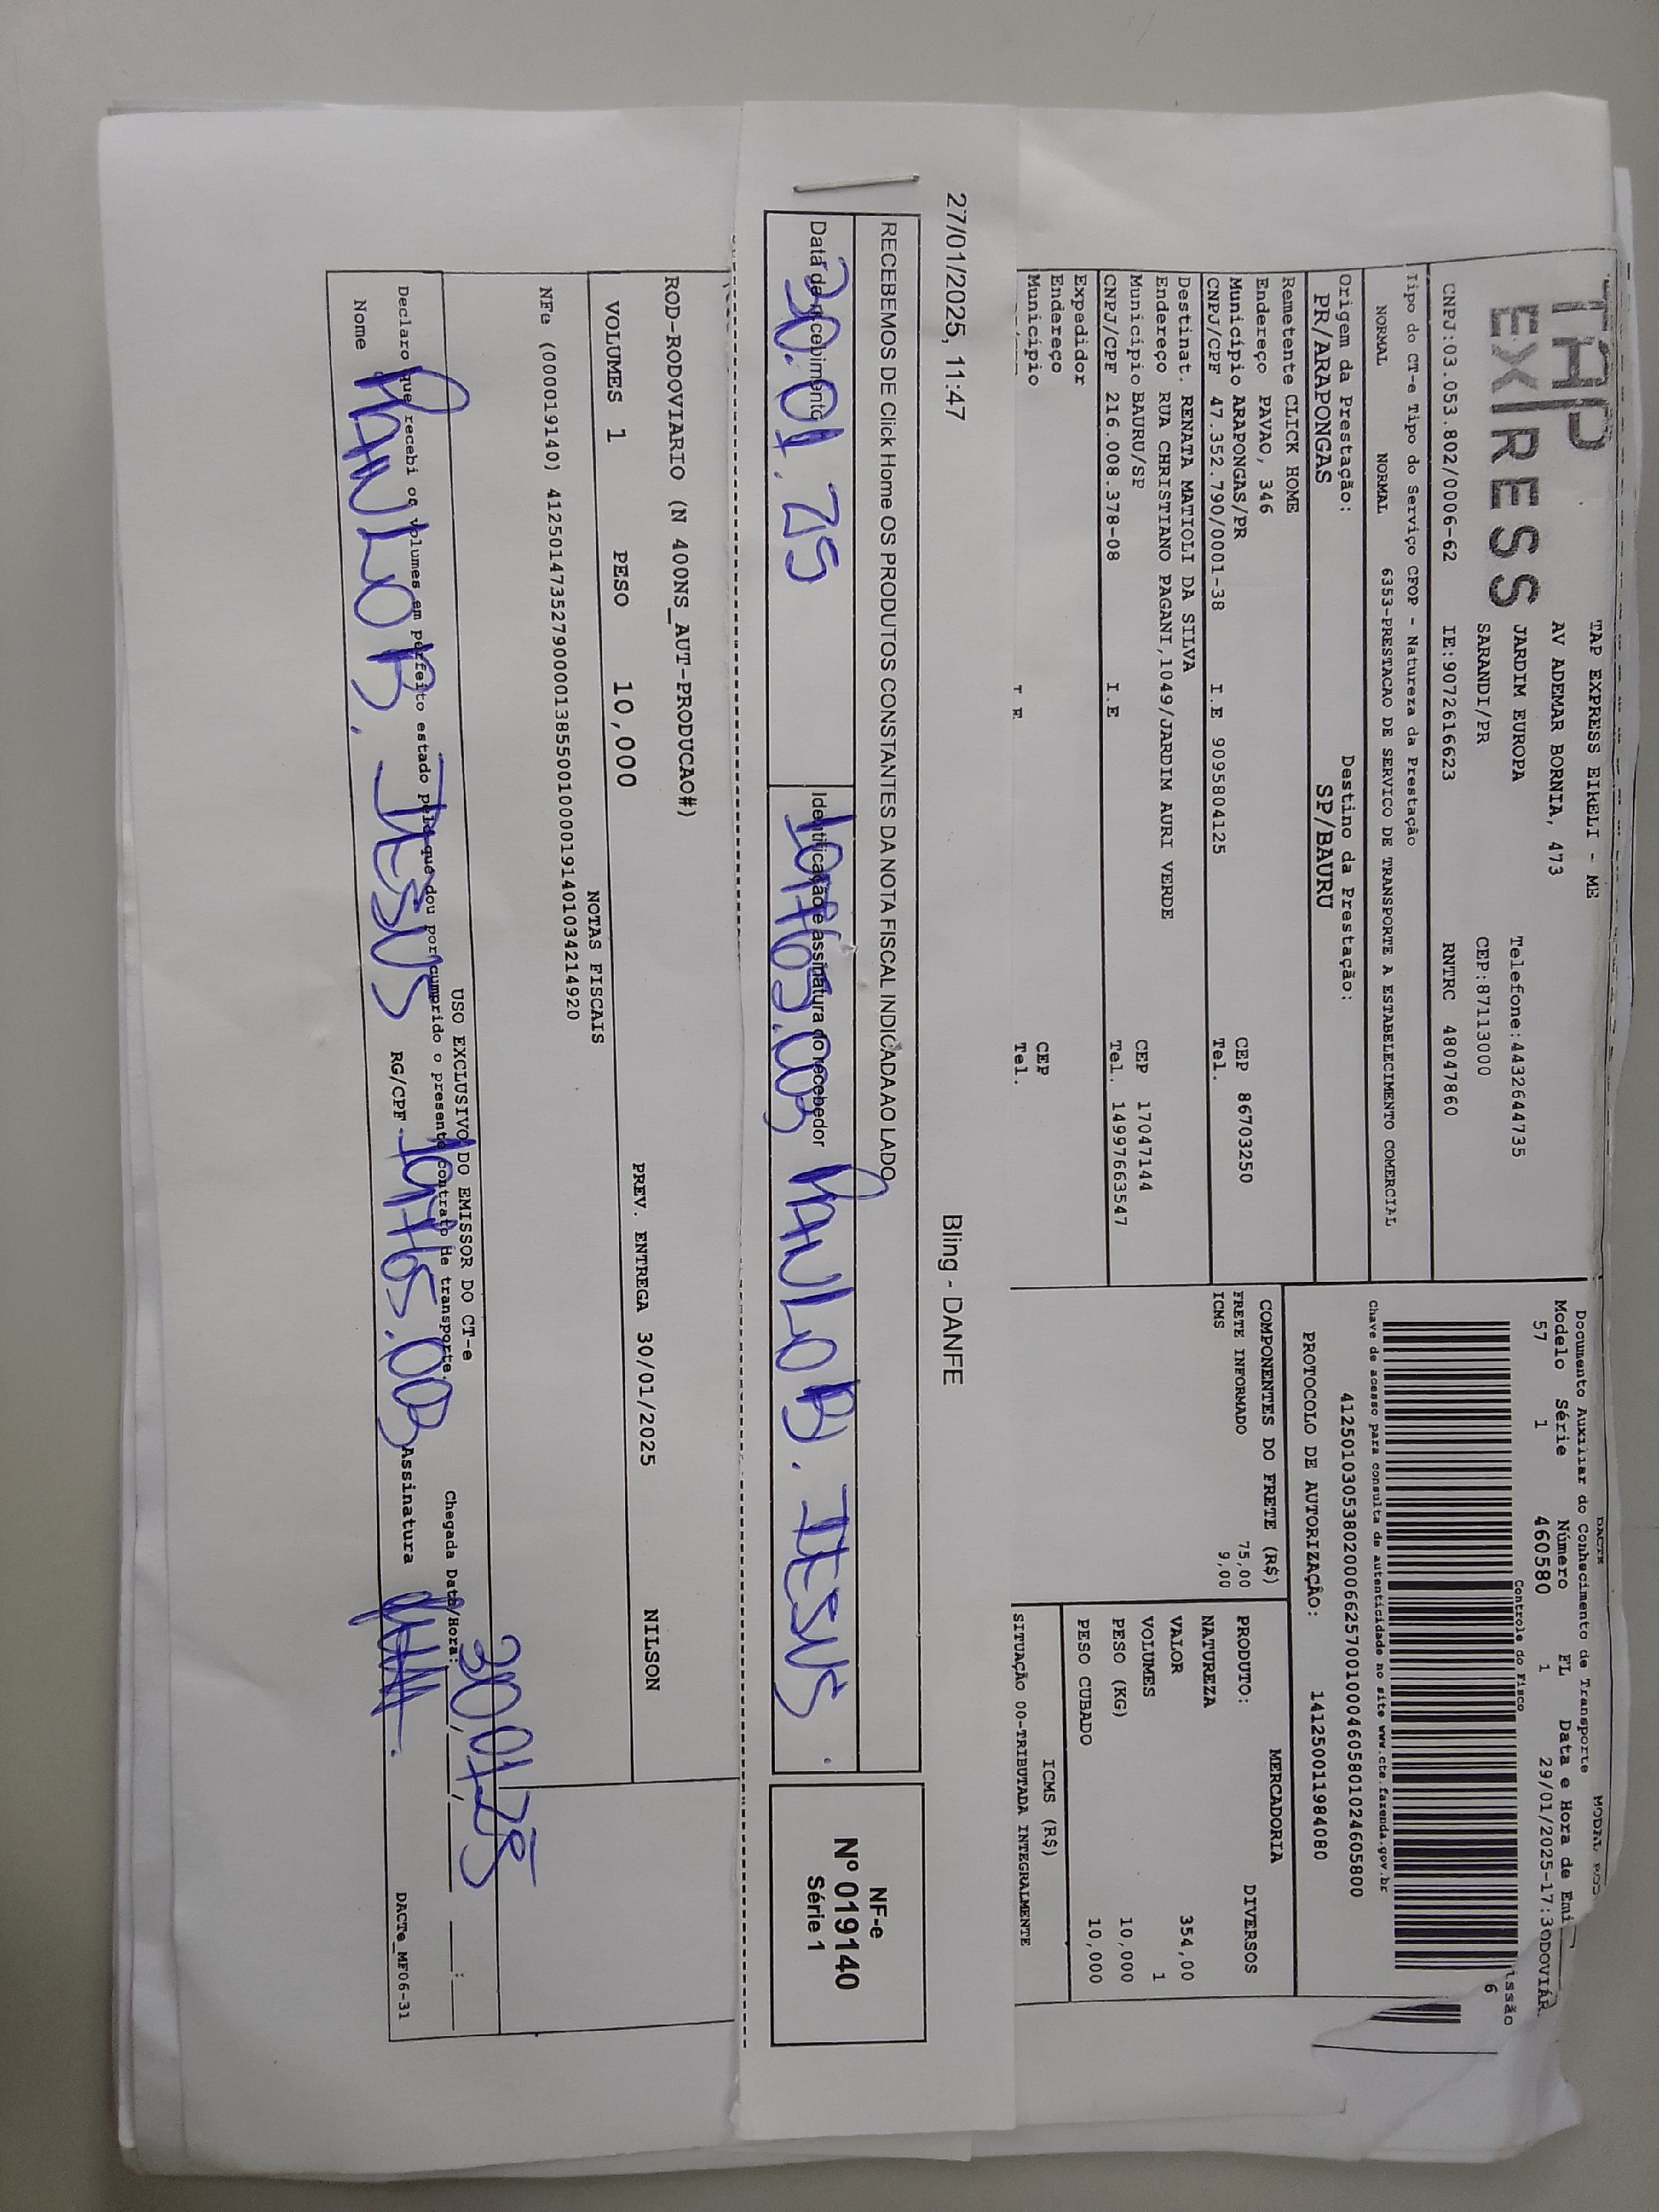 DACTE
TAP EXPRESS
TAP EXPRESS EIRELI - ME
AV ADEMAR BORNIA, 473
JARDIM EUROPA Telefone:4432644735
SARANDI/PR CEP:87113000
CNPJ:03.053.802/0006-62 IE:9072616623 RNTRC 48047860
Documento Auxiliar do Conhecimento de Transporte
Modelo Série Número FL Data e Hora de Emi
57 1 460580 1 29/01/2025-17:30
issão
6
Controle do Fisco
Chave de acesso para consulta de autenticidade no site www.cte.fazenda.gov.br
41250103053802000662570010004605801024605800
PROTOCOLO DE AUTORIZAÇÃO: 141250011984080
Tipo do CT-e Tipo do Serviço CFOP - Natureza da Prestação
NORMAL NORMAL 6353-PRESTACAO DE SERVICO DE TRANSPORTE A ESTABELECIMENTO COMERCIAL
Origem da Prestação: Destino da Prestação:
PR/ARAPONGAS SP/BAURU
Remetente CLICK HOME
Endereço PAVAO, 346
Município ARAPONGAS/PR CEP 86703250
CNPJ/CPF 47.352.790/0001-38 I.E 9095804125 Tel.
Destinat. RENATA MATIOLI DA SILVA
Endereço RUA CHRISTIANO PAGANI,1049/JARDIM AURI VERDE
Município BAURU/SP CEP 17047144
CNPJ/CPF 216.008.378-08 I.E Tel. 14997663547
Expedidor
Endereço
Município CEP
Tel.
COMPONENTES DO FRETE (R$)
FRETE INFORMADO 75,00
ICMS 9,00
MERCADORIA
PRODUTO: DIVERSOS
NATUREZA
VALOR 354,00
VOLUMES 1
PESO (KG) 10,000
PESO CUBADO 10,000
ICMS (R$)
SITUAÇÃO 00-TRIBUTADA INTEGRALMENTE
27/01/2025, 11:47 Bling - DANFE
RECEBEMOS DE Click Home OS PRODUTOS CONSTANTES DA NOTA FISCAL INDICADA AO LADO
Data de recebimento Identificação e assinatura do recebedor
30.01.25 PAULO B. JESUS
NF-e
Nº 019140
Série 1
ROD-RODOVIARIO (N 400NS_AUT-PRODUCAO#)
VOLUMES 1 PESO 10,000 PREV. ENTREGA 30/01/2025 NILSON
NOTAS FISCAIS
NFe (000019140) 41250147352790000138550010000191401034214920
USO EXCLUSIVO DO EMISSOR DO CT-e
Declaro que recebi os volumes em perfeito estado pelo que dou por cumprido o presente contrato de transporte.
Chegada Data/Hora: 30.01.25
Nome PAULO B. JESUS RG/CPF Assinatura
DACTe_MF06-31